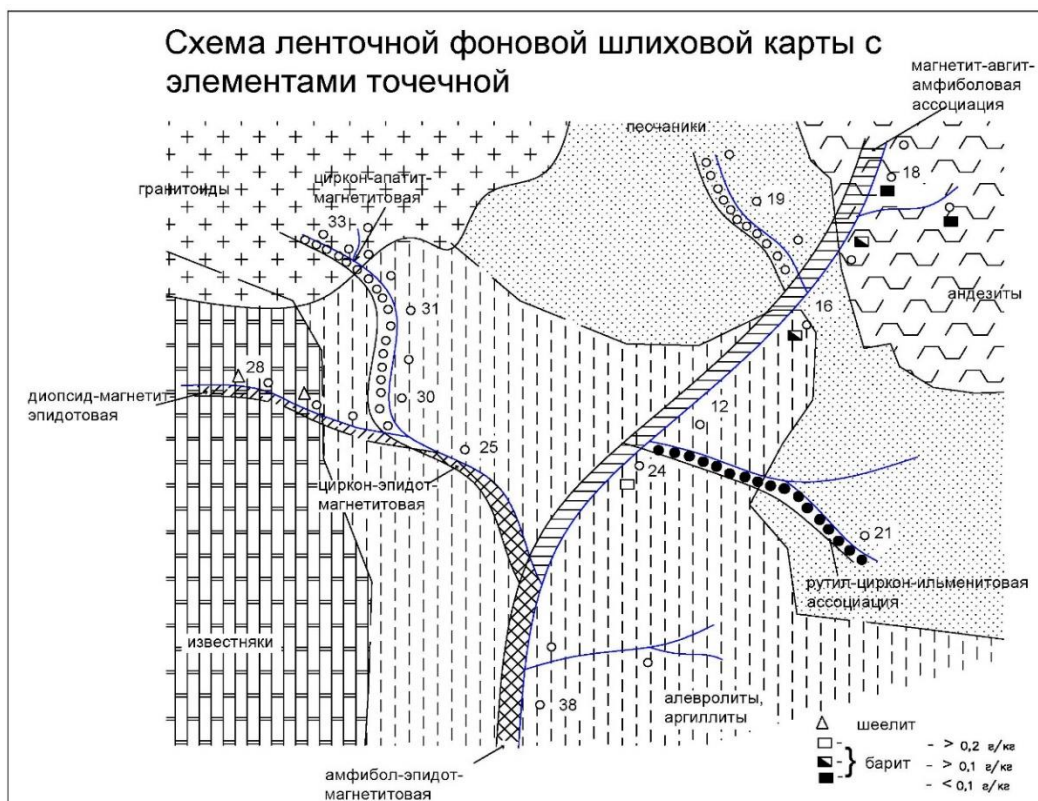 Схема ленточной фоновой шлиховой карты с
элементами точечной
магнетит-авгит-
амфиболовая
ассоциация
песчаники
гранитоиды
циркон-апатит-
магнетитовая
18
19
33
андезиты
16
31
28
диопсид-магнетит-
эпидотовая
30
12
25
24
циркон-эпидот-
магнетитовая
21
рутил-циркон-ильменитовая
ассоциация
известняки
алевролиты,
аргиллиты
38
шеелит
- > 0,2 г/кг
- } барит - > 0,1 г/кг
- - < 0,1 г/кг
амфибол-эпидот-
магнетитовая